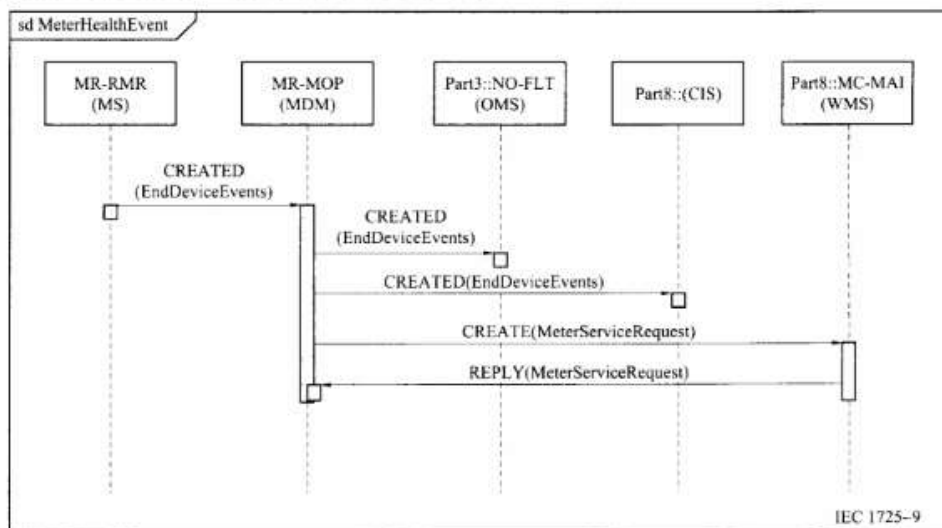 sd MeterHealthEvent
MR-RMR
(MS)
MR-MOP
(MDM)
Part3::NO-FLT
(OMS)
Part8::(CIS)
Part8::MC-MAI
(WMS)
CREATED
(EndDeviceEvents)
CREATED
(EndDeviceEvents)
CREATED(EndDeviceEvents)
CREATE(MeterServiceRequest)
REPLY(MeterServiceRequest)
IEC 1725-9